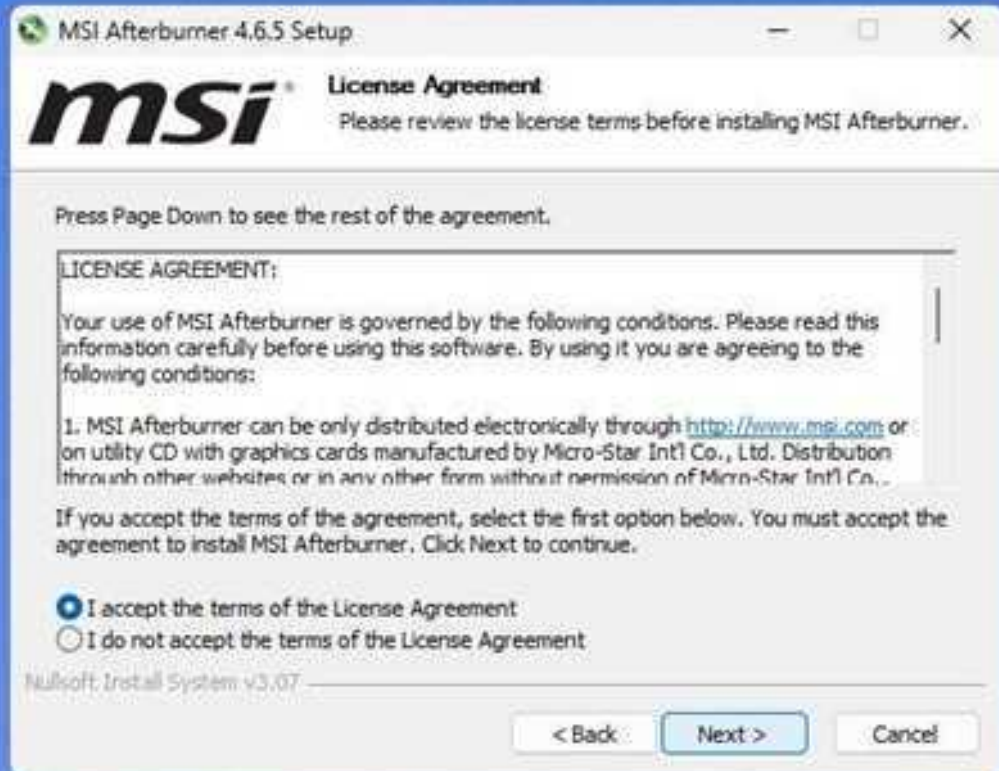 MSI Afterburner 4.6.5 Setup
msi
License Agreement
Please review the license terms before installing MSI Afterburner.
Press Page Down to see the rest of the agreement.
LICENSE AGREEMENT:
Your use of MSI Afterburner is governed by the following conditions. Please read this
information carefully before using this software. By using it you are agreeing to the
following conditions:
1. MSI Afterburner can be only distributed electronically through http://www.msi.com or
on utility CD with graphics cards manufactured by Micro-Star Int'l Co., Ltd. Distribution
through other websites or in any other form without permission of Micro-Star Int'l Co.,
If you accept the terms of the agreement, select the first option below. You must accept the
agreement to install MSI Afterburner. Click Next to continue.
I accept the terms of the License Agreement
I do not accept the terms of the License Agreement
Nullsoft Install System v3.07
< Back
Next >
Cancel